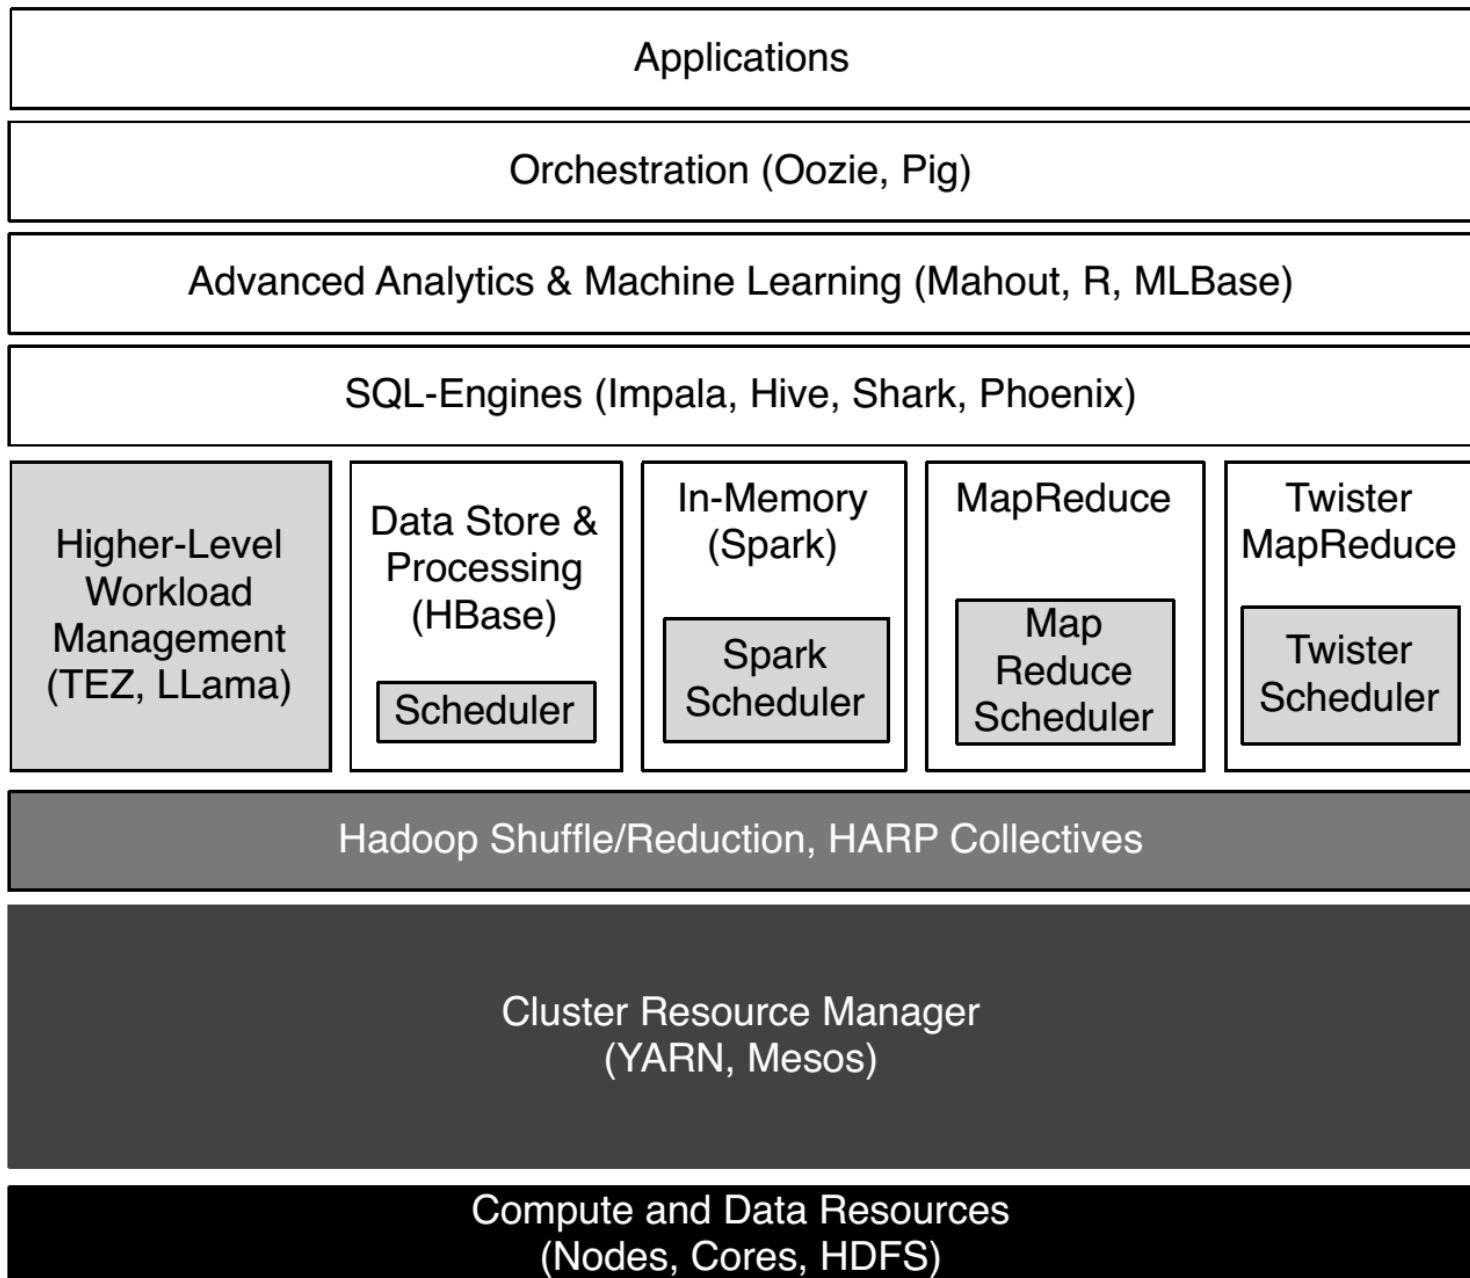 Applications
Orchestration (Oozie, Pig)
Advanced Analytics & Machine Learning (Mahout, R, MLBase)
SQL-Engines (Impala, Hive, Shark, Phoenix)
Higher-Level
Workload
Management
(TEZ, LLama)
Data Store &
Processing
(HBase)
Scheduler
In-Memory
(Spark)
Spark
Scheduler
MapReduce
Map
Reduce
Scheduler
Twister
MapReduce
Twister
Scheduler
Hadoop Shuffle/Reduction, HARP Collectives
Cluster Resource Manager
(YARN, Mesos)
Compute and Data Resources
(Nodes, Cores, HDFS)